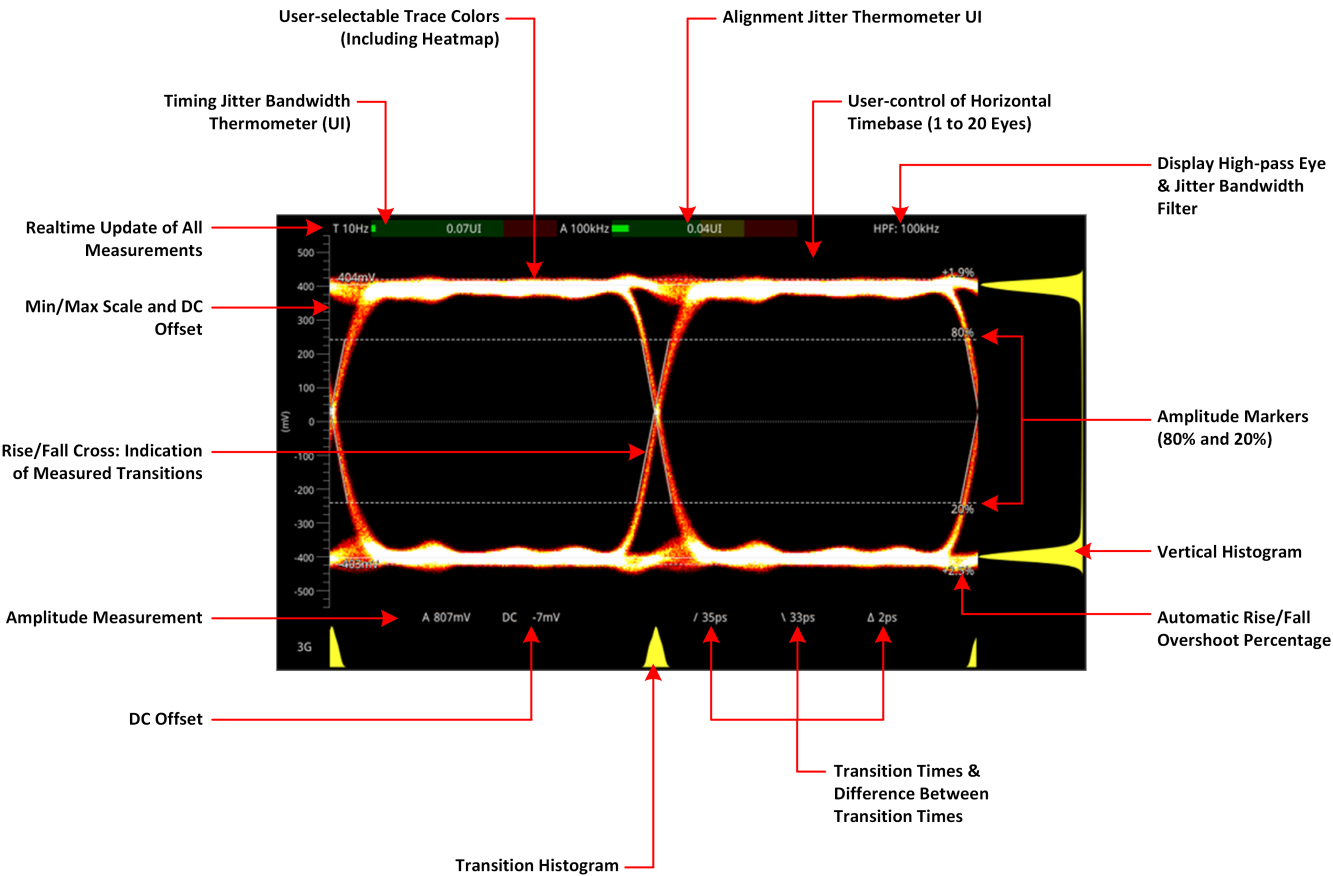 User-selectable Trace Colors
(Including Heatmap)
Alignment Jitter Thermometer UI
Timing Jitter Bandwidth
Thermometer (UI)
User-control of Horizontal
Timebase (1 to 20 Eyes)
Display High-pass Eye
& Jitter Bandwidth
Filter
Realtime Update of All
Measurements
T 10Hz 0.07UI A 100kHz 0.04UI HPF: 100kHz
Min/Max Scale and DC
Offset
500
400
300
200
100
0
-100
-200
-300
-400
-500
(mV)
404mV
+1.9%
80%
20%
-403mV
+2.5%
Amplitude Markers
(80% and 20%)
Rise/Fall Cross: Indication
of Measured Transitions
Vertical Histogram
Automatic Rise/Fall
Overshoot Percentage
Amplitude Measurement
A 807mV DC -7mV / 35ps \ 33ps Δ 2ps
3G
DC Offset
Transition Times &
Difference Between
Transition Times
Transition Histogram